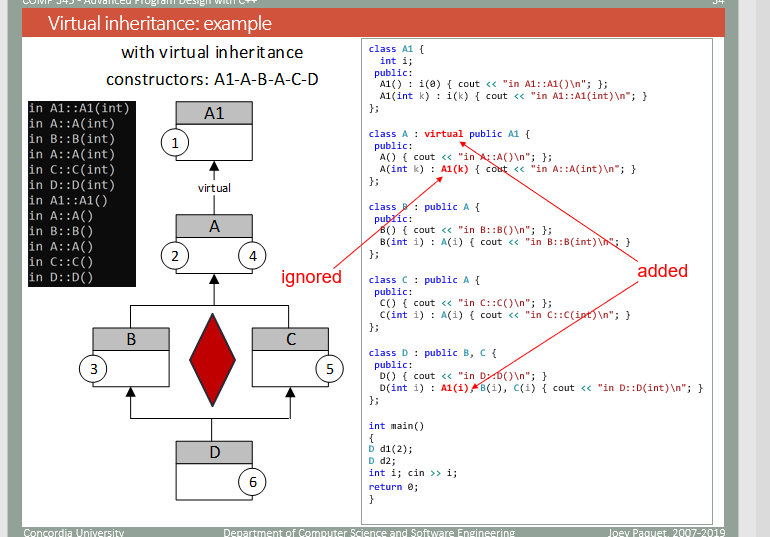 COMP 345 - Advanced Program Design with C++
34
Virtual inheritance: example
with virtual inheritance
constructors: A1-A-B-A-C-D
in A1::A1(int)
in A::A(int)
in B::B(int)
in A::A(int)
in C::C(int)
in D::D(int)
in A1::A1()
in A::A()
in B::B()
in A::A()
in C::C()
in D::D()
A1
1
virtual
A
2
4
B
3
C
5
D
6
ignored
added
class A1 {
int i;
public:
A1() : i(0) { cout << "in A1::A1()\n"; };
A1(int k) : i(k) { cout << "in A1::A1(int)\n"; }
};
class A : virtual public A1 {
public:
A() { cout << "in A::A()\n"; };
A(int k) : A1(k) { cout << "in A::A(int)\n"; }
};
class B : public A {
public:
B() { cout << "in B::B()\n"; };
B(int i) : A(i) { cout << "in B::B(int)\n"; }
};
class C : public A {
public:
C() { cout << "in C::C()\n"; };
C(int i) : A(i) { cout << "in C::C(int)\n"; }
};
class D : public B, C {
public:
D() { cout << "in D::D()\n"; }
D(int i) : A1(i), B(i), C(i) { cout << "in D::D(int)\n"; }
};
int main()
{
D d1(2);
D d2;
int i; cin >> i;
return 0;
}
Concordia University
Department of Computer Science and Software Engineering
Joey Paquet, 2007-2019